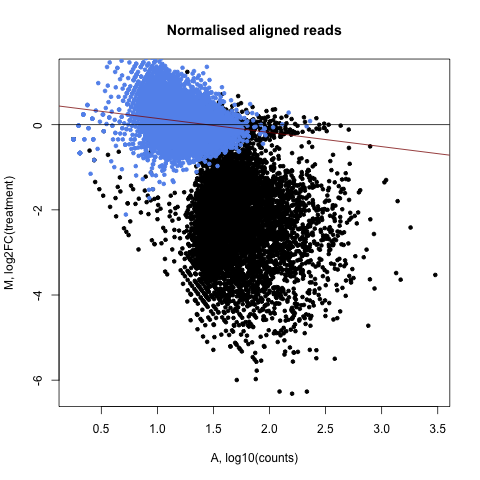 Normalised aligned reads
M, log2FC(treatment)
0
-2
-4
-6
0.5 1.0 1.5 2.0 2.5 3.0 3.5
A, log10(counts)